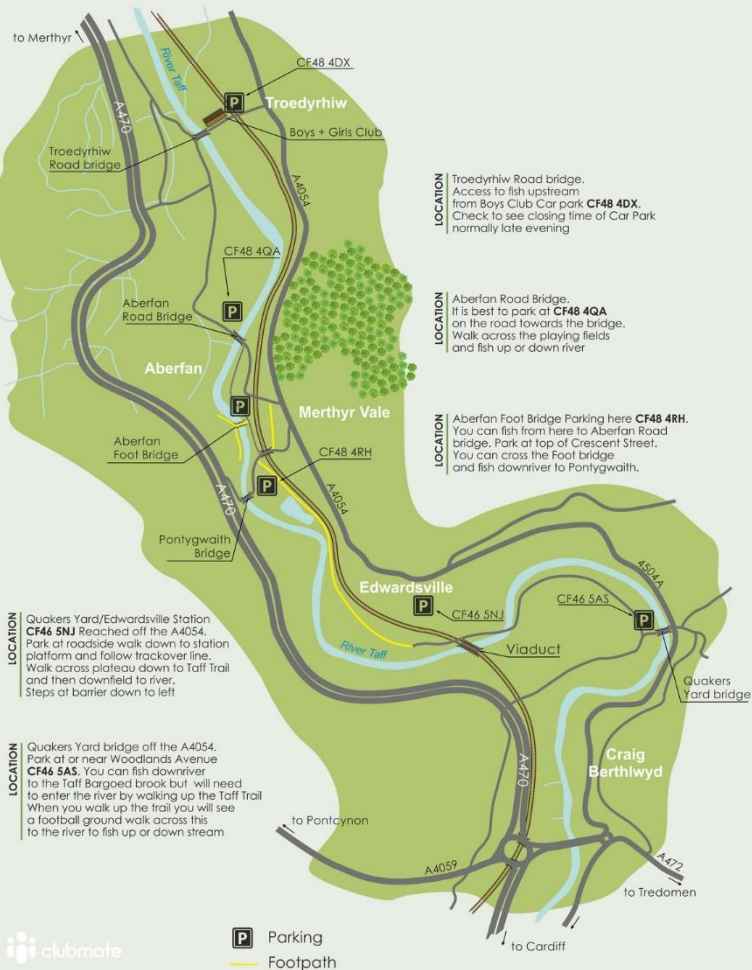 to Merthyr
A470
River Taff
CF48 4DX
Troedyrhiw
Boys + Girls Club
Troedyrhiw
Road bridge
A4054
CF48 4QA
Aberfan
Road Bridge
Aberfan
Merthyr Vale
Aberfan
Foot Bridge
CF48 4RH
A470
A4054
Pontygwaith
Bridge
Edwardsville
CF46 5NJ
4504A
CF46 5AS
Viaduct
River Taff
Quakers
Yard bridge
Craig
Berthlwyd
A470
to Pontcynon
A4059
A472
to Tredomen
to Cardiff
LOCATION
Troedyrhiw Road bridge.
Access to fish upstream
from Boys Club Car park CF48 4DX.
Check to see closing time of Car Park
normally late evening
LOCATION
Aberfan Road Bridge.
It is best to park at CF48 4QA
on the road towards the bridge.
Walk across the playing fields
and fish up or down river
LOCATION
Aberfan Foot Bridge Parking here CF48 4RH.
You can fish from here to Aberfan Road
bridge. Park at top of Crescent Street.
You can cross the Foot bridge
and fish downriver to Pontygwaith.
LOCATION
Quakers Yard/Edwardsville Station
CF46 5NJ Reached off the A4054.
Park at roadside walk down to station
platform and follow trackover line.
Walk across plateau down to Taff Trail
and then downfield to river.
Steps at barrier down to left
LOCATION
Quakers Yard bridge off the A4054.
Park at or near Woodlands Avenue
CF46 5AS. You can fish downriver
to the Taff Bargoed brook but will need
to enter the river by walking up the Taff Trail
When you walk up the trail you will see
a football ground walk across this
to the river to fish up or down stream
P
P
P
P
P
P
P Parking
Footpath
clubmate